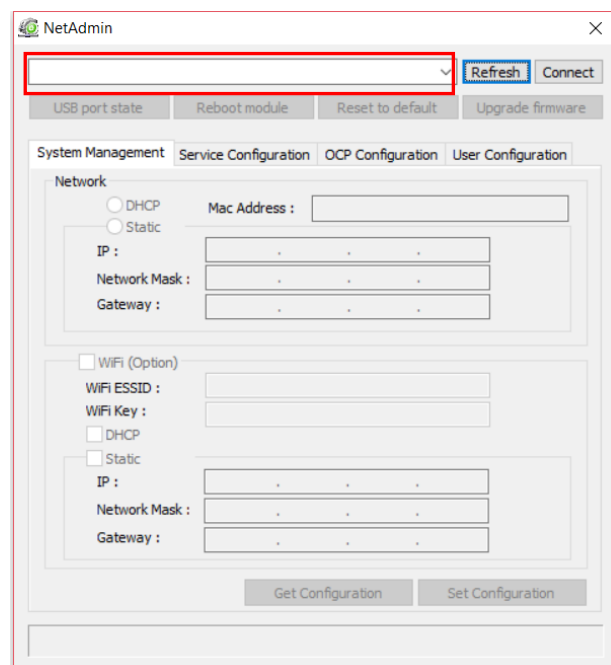 NetAdmin
Refresh Connect
USB port state Reboot module Reset to default Upgrade firmware
System Management Service Configuration OCP Configuration User Configuration
Network
DHCP Mac Address :
Static
IP : . . .
Network Mask : . . .
Gateway : . . .
WiFi (Option)
WiFi ESSID :
WiFi Key :
DHCP
Static
IP : . . .
Network Mask : . . .
Gateway : . . .
Get Configuration Set Configuration